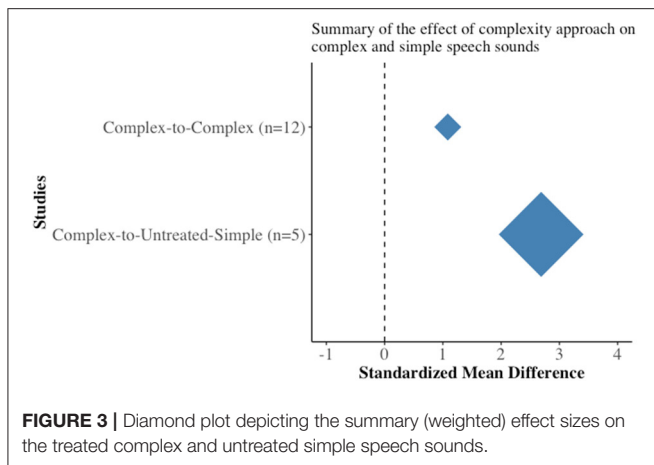 Summary of the effect of complexity approach on
complex and simple speech sounds
Complex-to-Complex (n=12)
Studies
Complex-to-Untreated-Simple (n=5)
-1 0 1 2 3 4
Standardized Mean Difference
FIGURE 3 | Diamond plot depicting the summary (weighted) effect sizes on
the treated complex and untreated simple speech sounds.